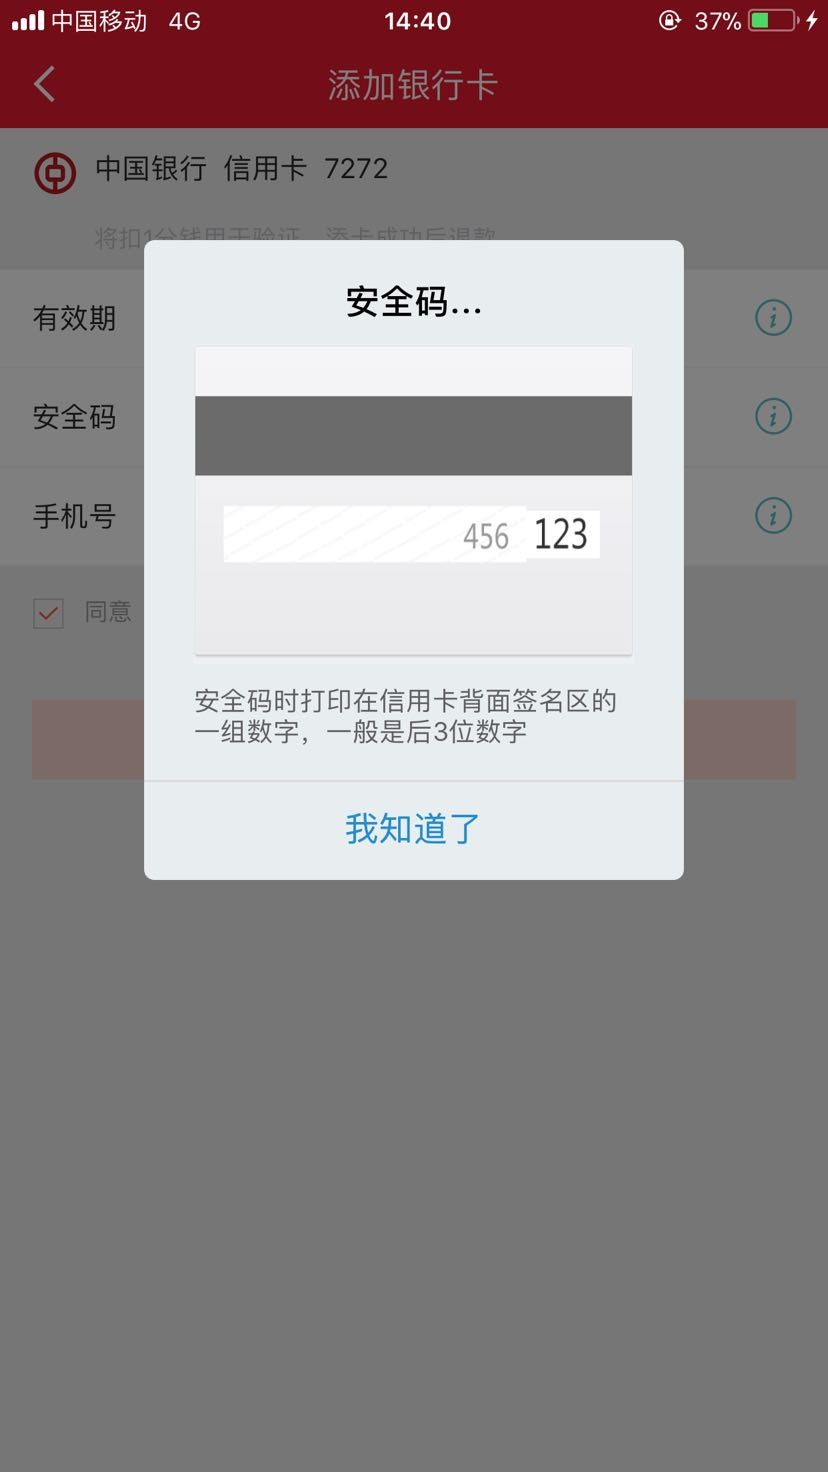 中国移动 4G 14:40 37%
添加银行卡
中国银行 信用卡 7272
将扣1分钱用于验证，添卡成功后退款
安全码...
有效期
安全码
456 123
手机号
同意
安全码时打印在信用卡背面签名区的
一组数字，一般是后3位数字
我知道了